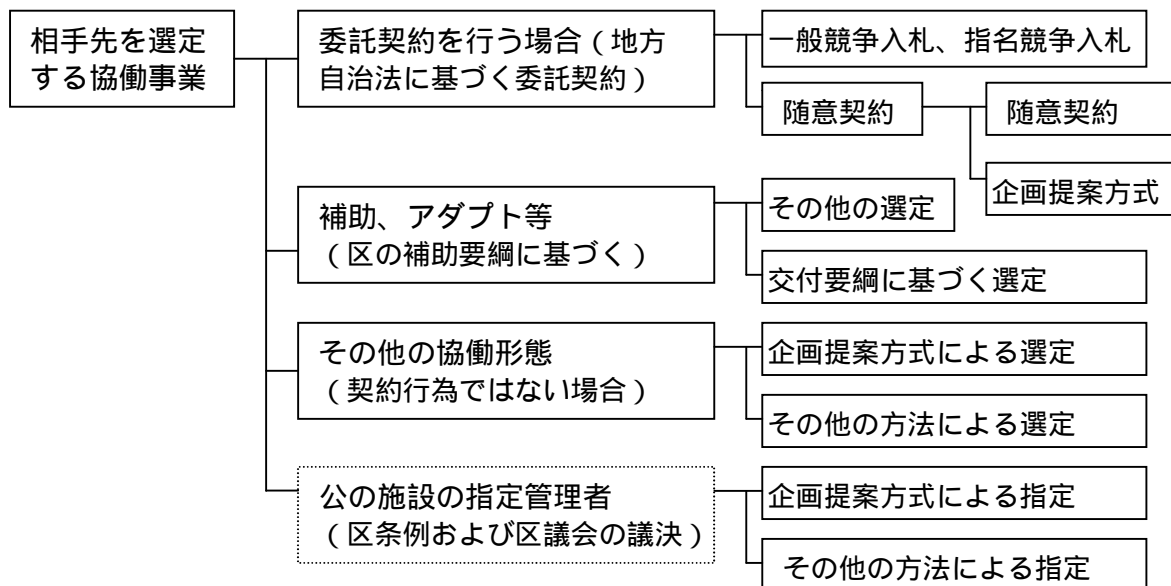 相手先を選定
する協働事業
委託契約を行う場合（地方
自治法に基づく委託契約）
一般競争入札、指名競争入札
随意契約
随意契約
企画提案方式
補助、アダプト等
（区の補助要綱に基づく）
その他の選定
交付要綱に基づく選定
その他の協働形態
（契約行為ではない場合）
企画提案方式による選定
その他の方法による選定
公の施設の指定管理者
（区条例および区議会の議決）
企画提案方式による指定
その他の方法による指定